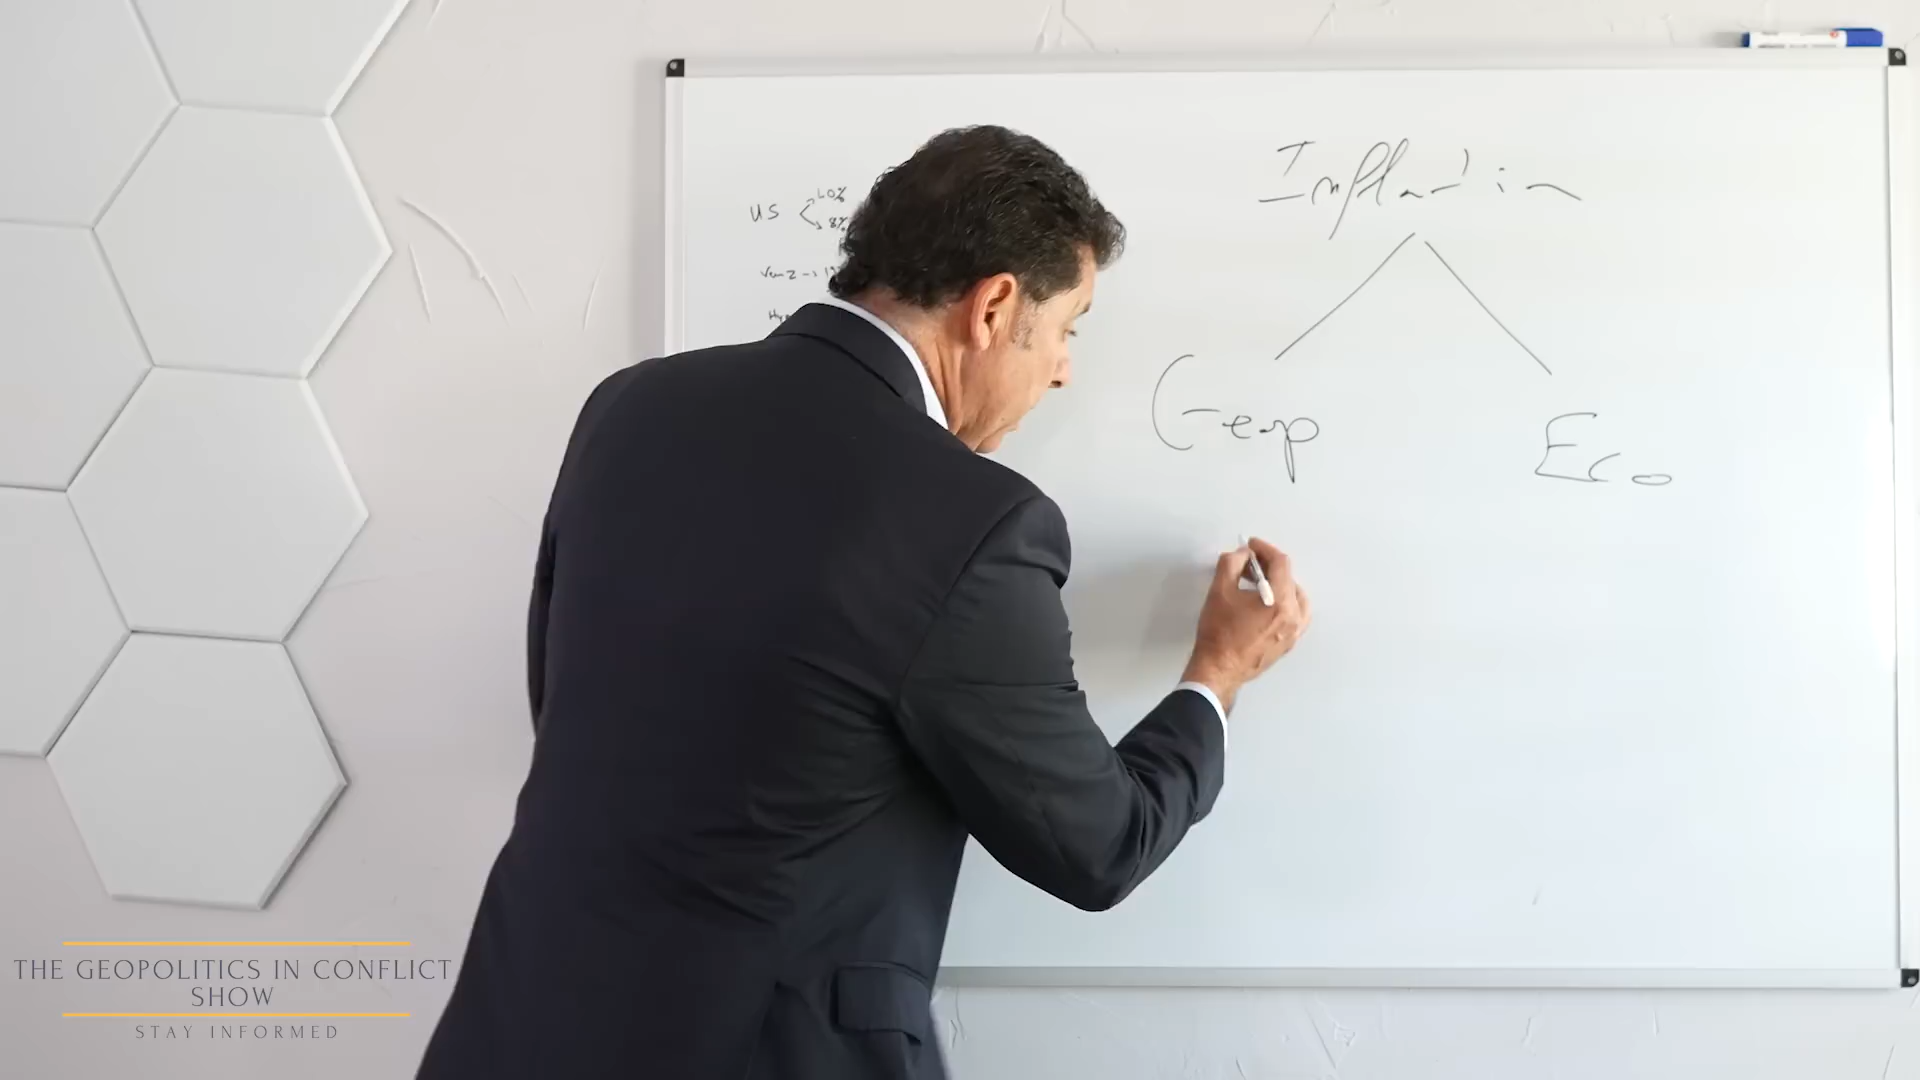 Inflation
US 60%
8%
Geop
Eco
THE GEOPOLITICS IN CONFLICT
SHOW
STAY INFORMED